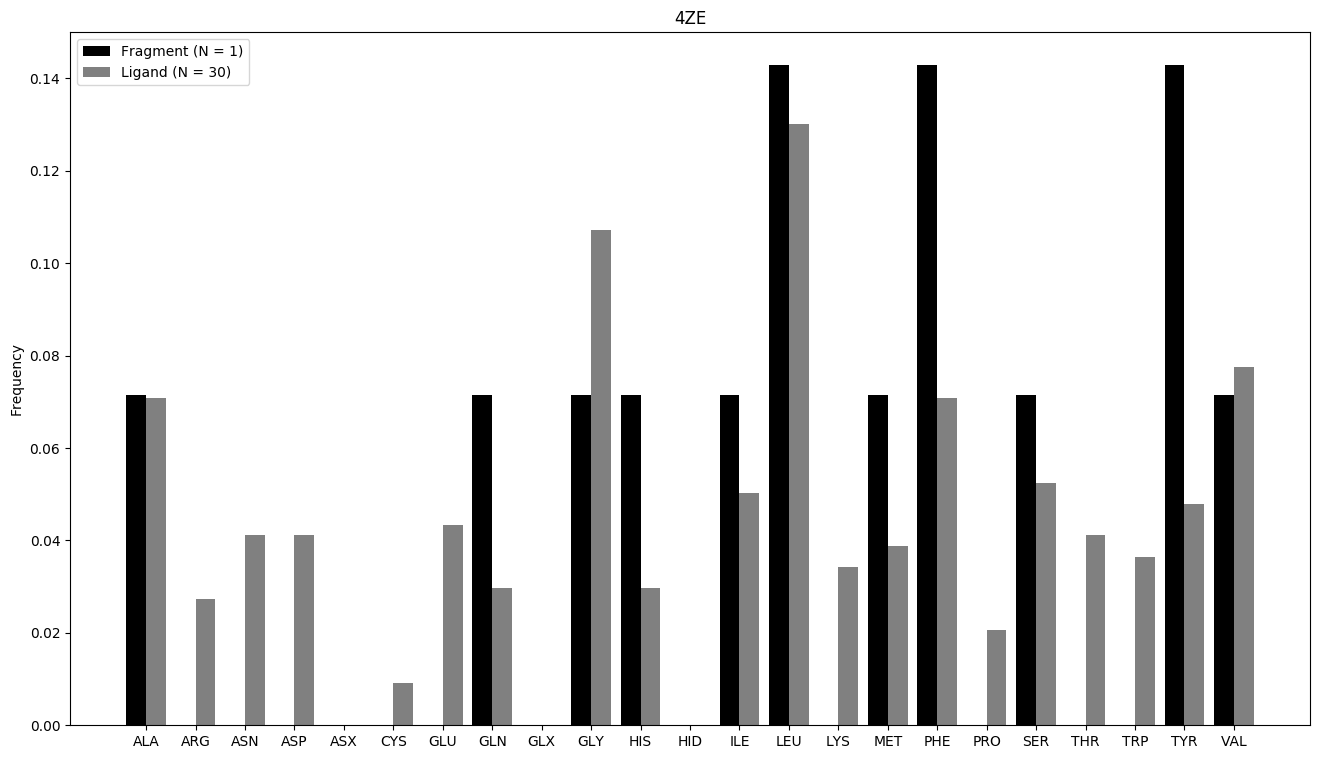 4ZE
Fragment (N = 1)
Ligand (N = 30)
Frequency
0.14
0.12
0.10
0.08
0.06
0.04
0.02
0.00
ALA ARG ASN ASP ASX CYS GLU GLN GLX GLY HIS HID ILE LEU LYS MET PHE PRO SER THR TRP TYR VAL